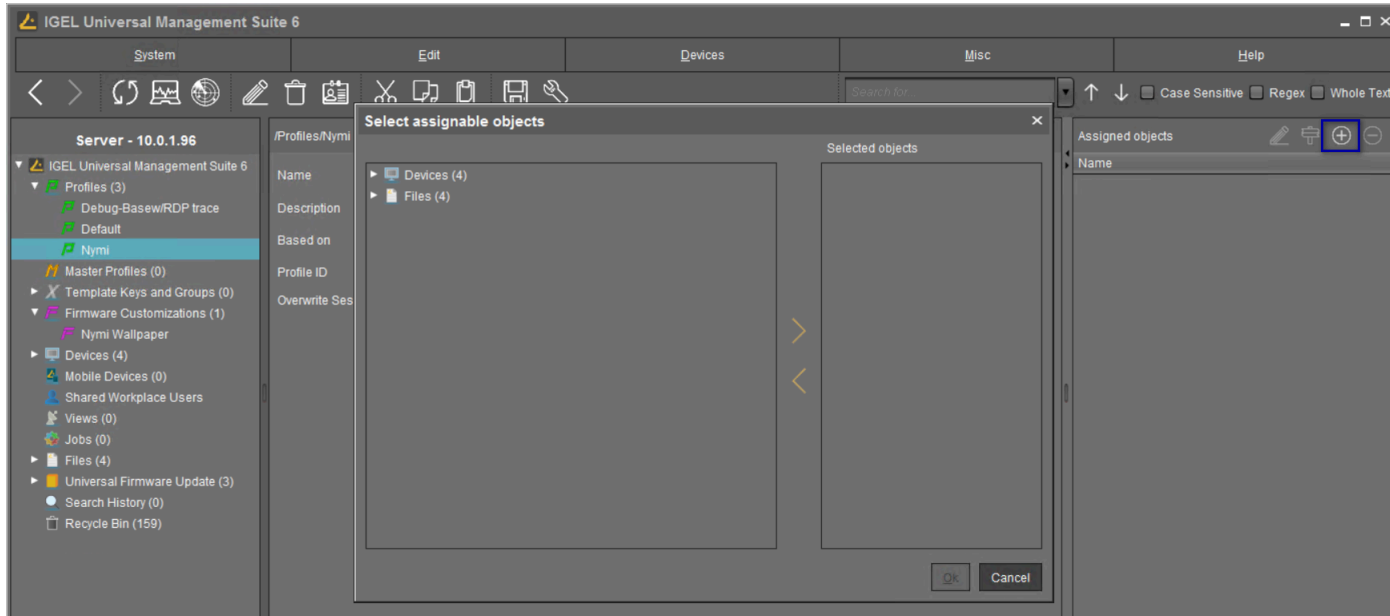 IGEL Universal Management Suite 6
System Edit Devices Misc Help
Search for: Case Sensitive Regex Whole Text
Server - 10.0.1.96
IGEL Universal Management Suite 6
Profiles (3)
Debug-Basew/RDP trace
Default
Nymi
Master Profiles (0)
Template Keys and Groups (0)
Firmware Customizations (1)
Nymi Wallpaper
Devices (4)
Mobile Devices (0)
Shared Workplace Users
Views (0)
Jobs (0)
Files (4)
Universal Firmware Update (3)
Search History (0)
Recycle Bin (159)
/Profiles/Nymi
Name
Description
Based on
Profile ID
Overwrite Ses
Select assignable objects
Selected objects
Devices (4)
Files (4)
Ok Cancel
Assigned objects
Name